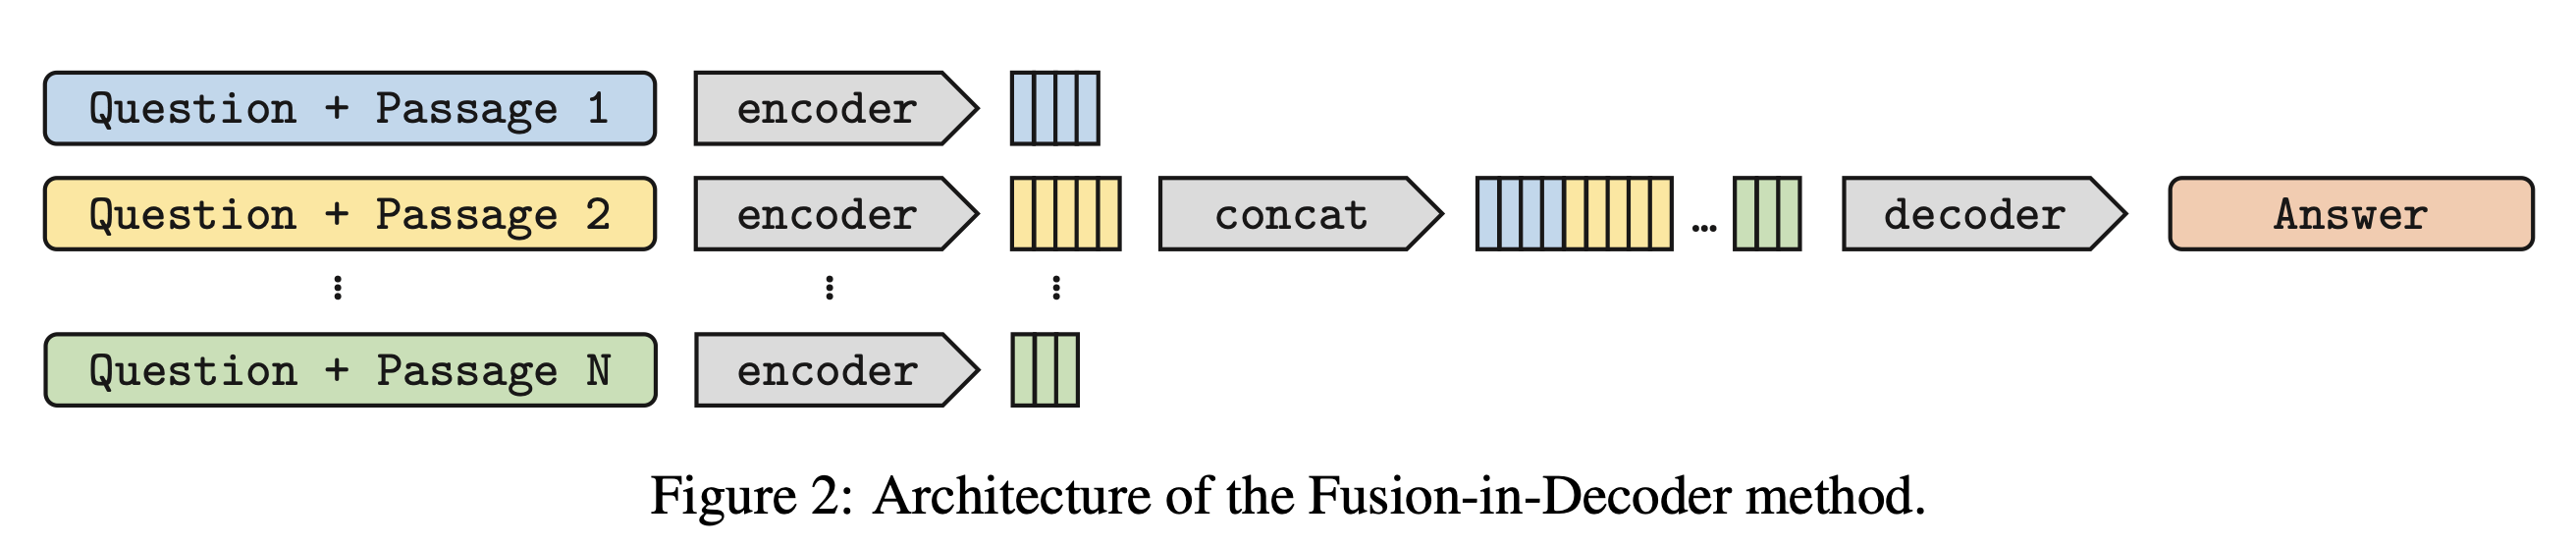 Question + Passage 1
encoder
Question + Passage 2
encoder
concat
…
decoder
Answer
Question + Passage N
encoder
Figure 2: Architecture of the Fusion-in-Decoder method.